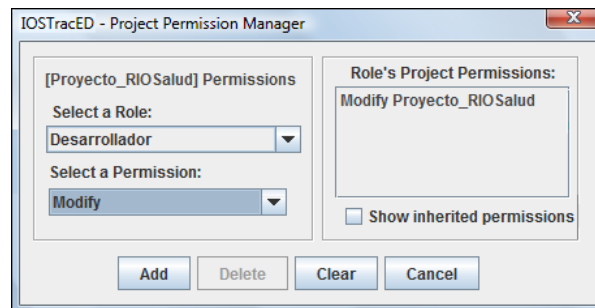 IOSTracED - Project Permission Manager
[Proyecto_RIOSalud] Permissions
Select a Role:
Desarrollador
Select a Permission:
Modify
Role's Project Permissions:
Modify Proyecto_RIOSalud
Show inherited permissions
Add
Delete
Clear
Cancel